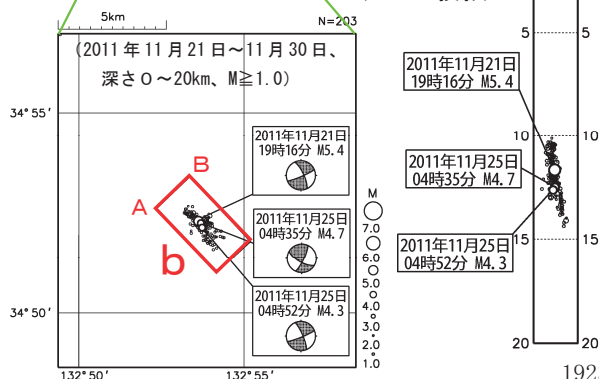 5km
N=203
(2011年11月21日～11月30日、
深さ0～20km、M≧1.0)
34°55′
34°50′
132°50′
132°55′
A
B
b
2011年11月21日
19時16分 M5.4
2011年11月25日
04時35分 M4.7
2011年11月25日
04時52分 M4.3
M
7.0
6.0
5.0
4.0
3.0
2.0
1.0
5
5
10
10
15
15
20
20
2011年11月21日
19時16分 M5.4
2011年11月25日
04時35分 M4.7
2011年11月25日
04時52分 M4.3